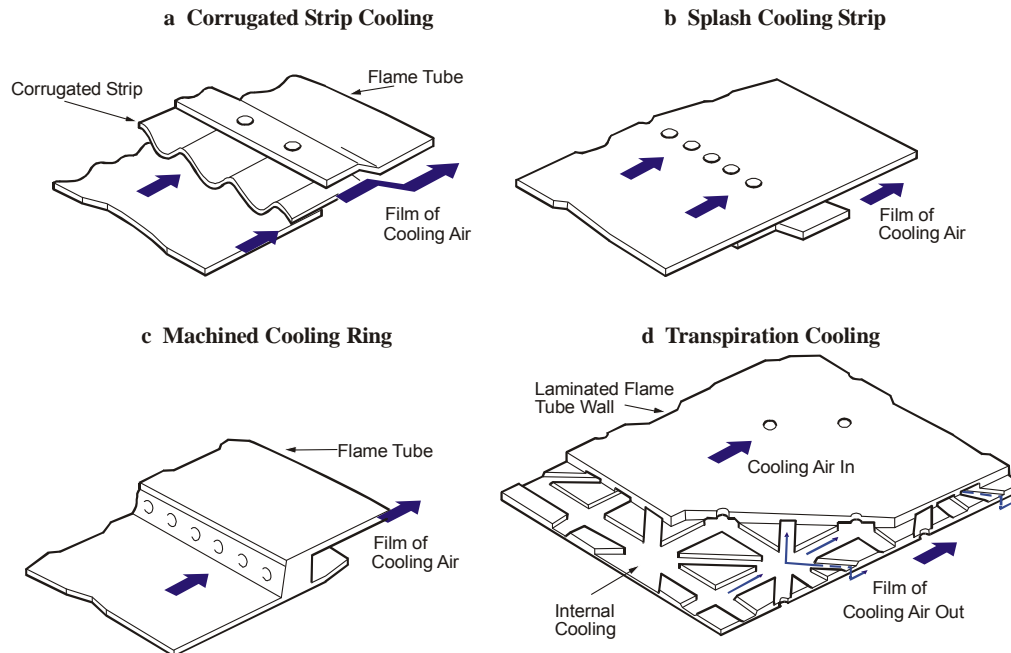 a Corrugated Strip Cooling
Corrugated Strip
Flame Tube
Film of
Cooling Air
b Splash Cooling Strip
Film of
Cooling Air
c Machined Cooling Ring
Flame Tube
Film of
Cooling Air
d Transpiration Cooling
Laminated Flame
Tube Wall
Cooling Air In
Internal
Cooling
Film of
Cooling Air Out